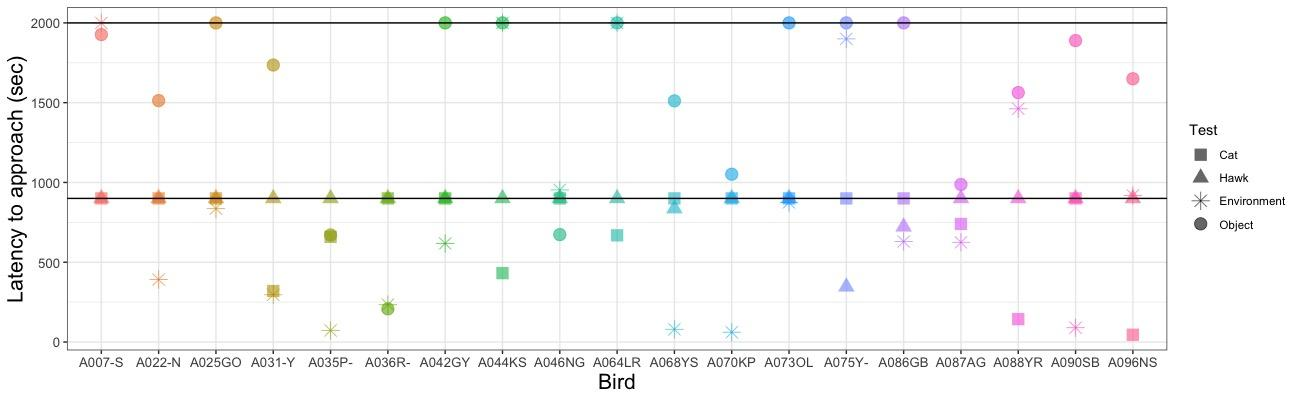 Latency to approach (sec)
2000
1500
1000
500
0
A007-S A022-N A025GO A031-Y A035P- A036R- A042GY A044KS A046NG A064LR A068YS A070KP A073OL A075Y- A086GB A087AG A088YR A090SB A096NS
Bird
Test
Cat
Hawk
Environment
Object